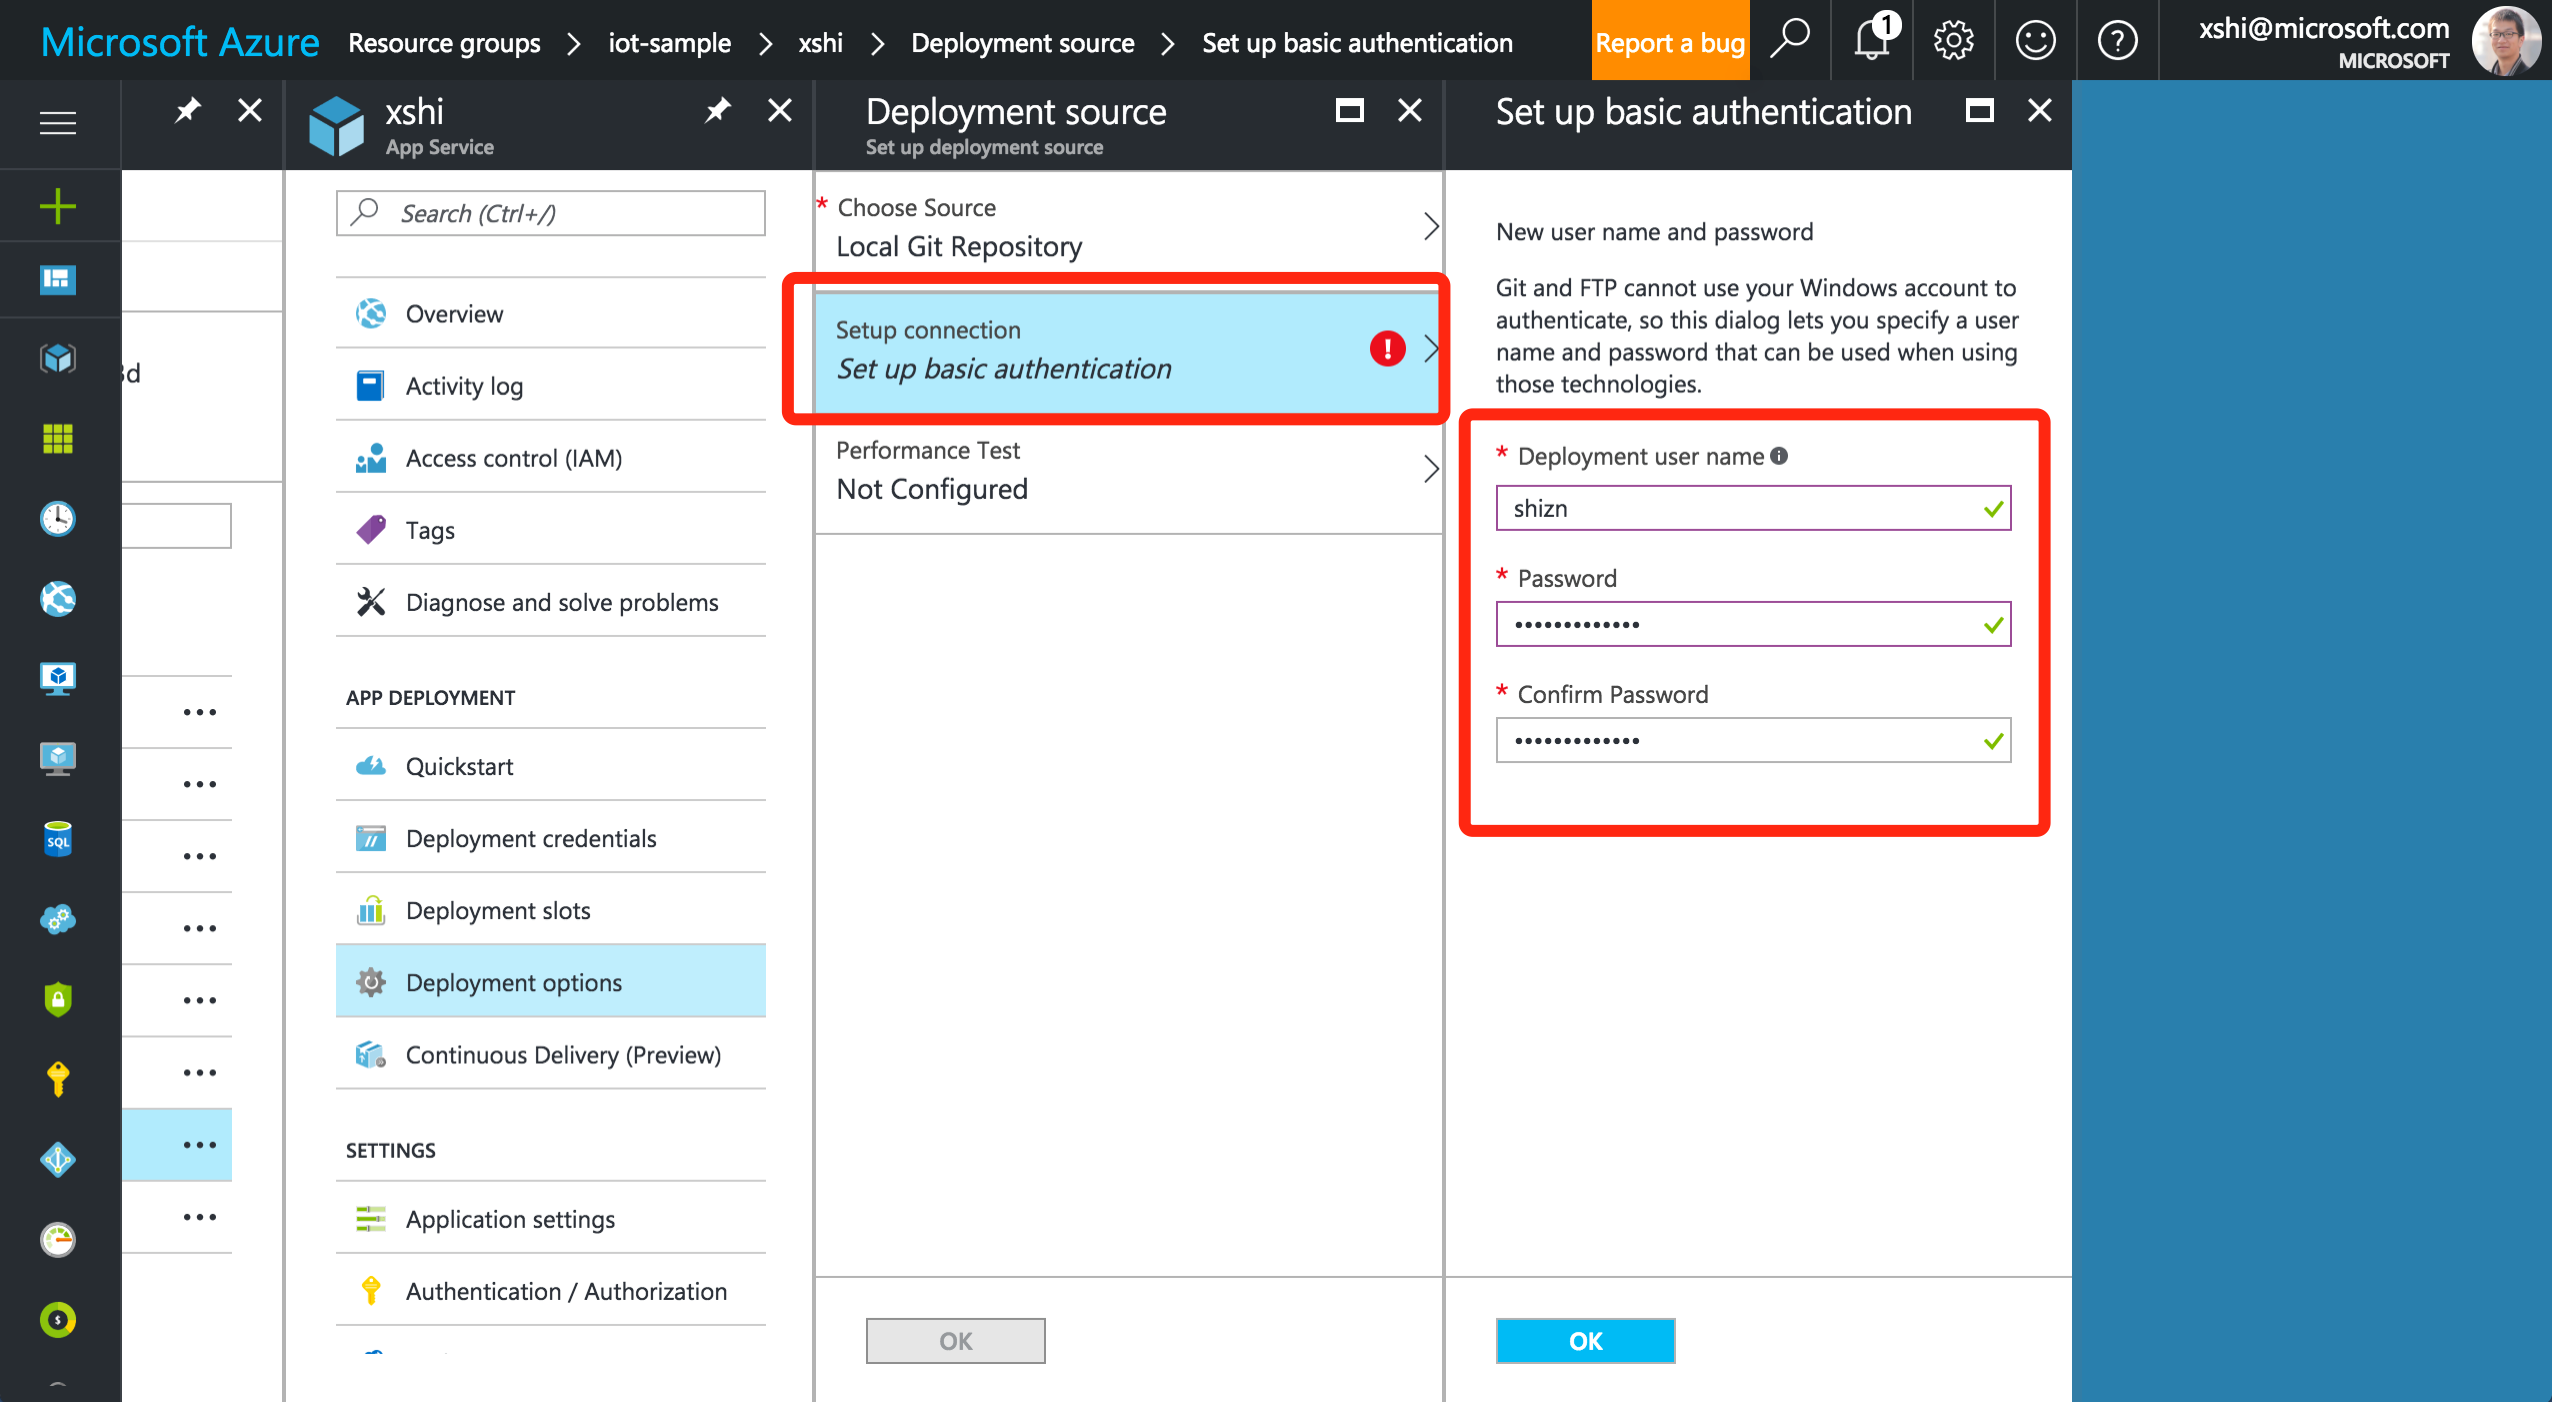 Microsoft Azure
Resource groups
iot-sample
xshi
Deployment source
Set up basic authentication
Report a bug
1
xshi@microsoft.com
MICROSOFT
xshi
App Service
Search (Ctrl+/)
Overview
Activity log
Access control (IAM)
Tags
Diagnose and solve problems
APP DEPLOYMENT
Quickstart
Deployment credentials
Deployment slots
Deployment options
Continuous Delivery (Preview)
SETTINGS
Application settings
Authentication / Authorization
Deployment source
Set up deployment source
* Choose Source
Local Git Repository
Setup connection
Set up basic authentication
Performance Test
Not Configured
OK
Set up basic authentication
New user name and password
Git and FTP cannot use your Windows account to
authenticate, so this dialog lets you specify a user
name and password that can be used when using
those technologies.
* Deployment user name
shizn
* Password
•••••••••••••
* Confirm Password
•••••••••••••
OK
SQL